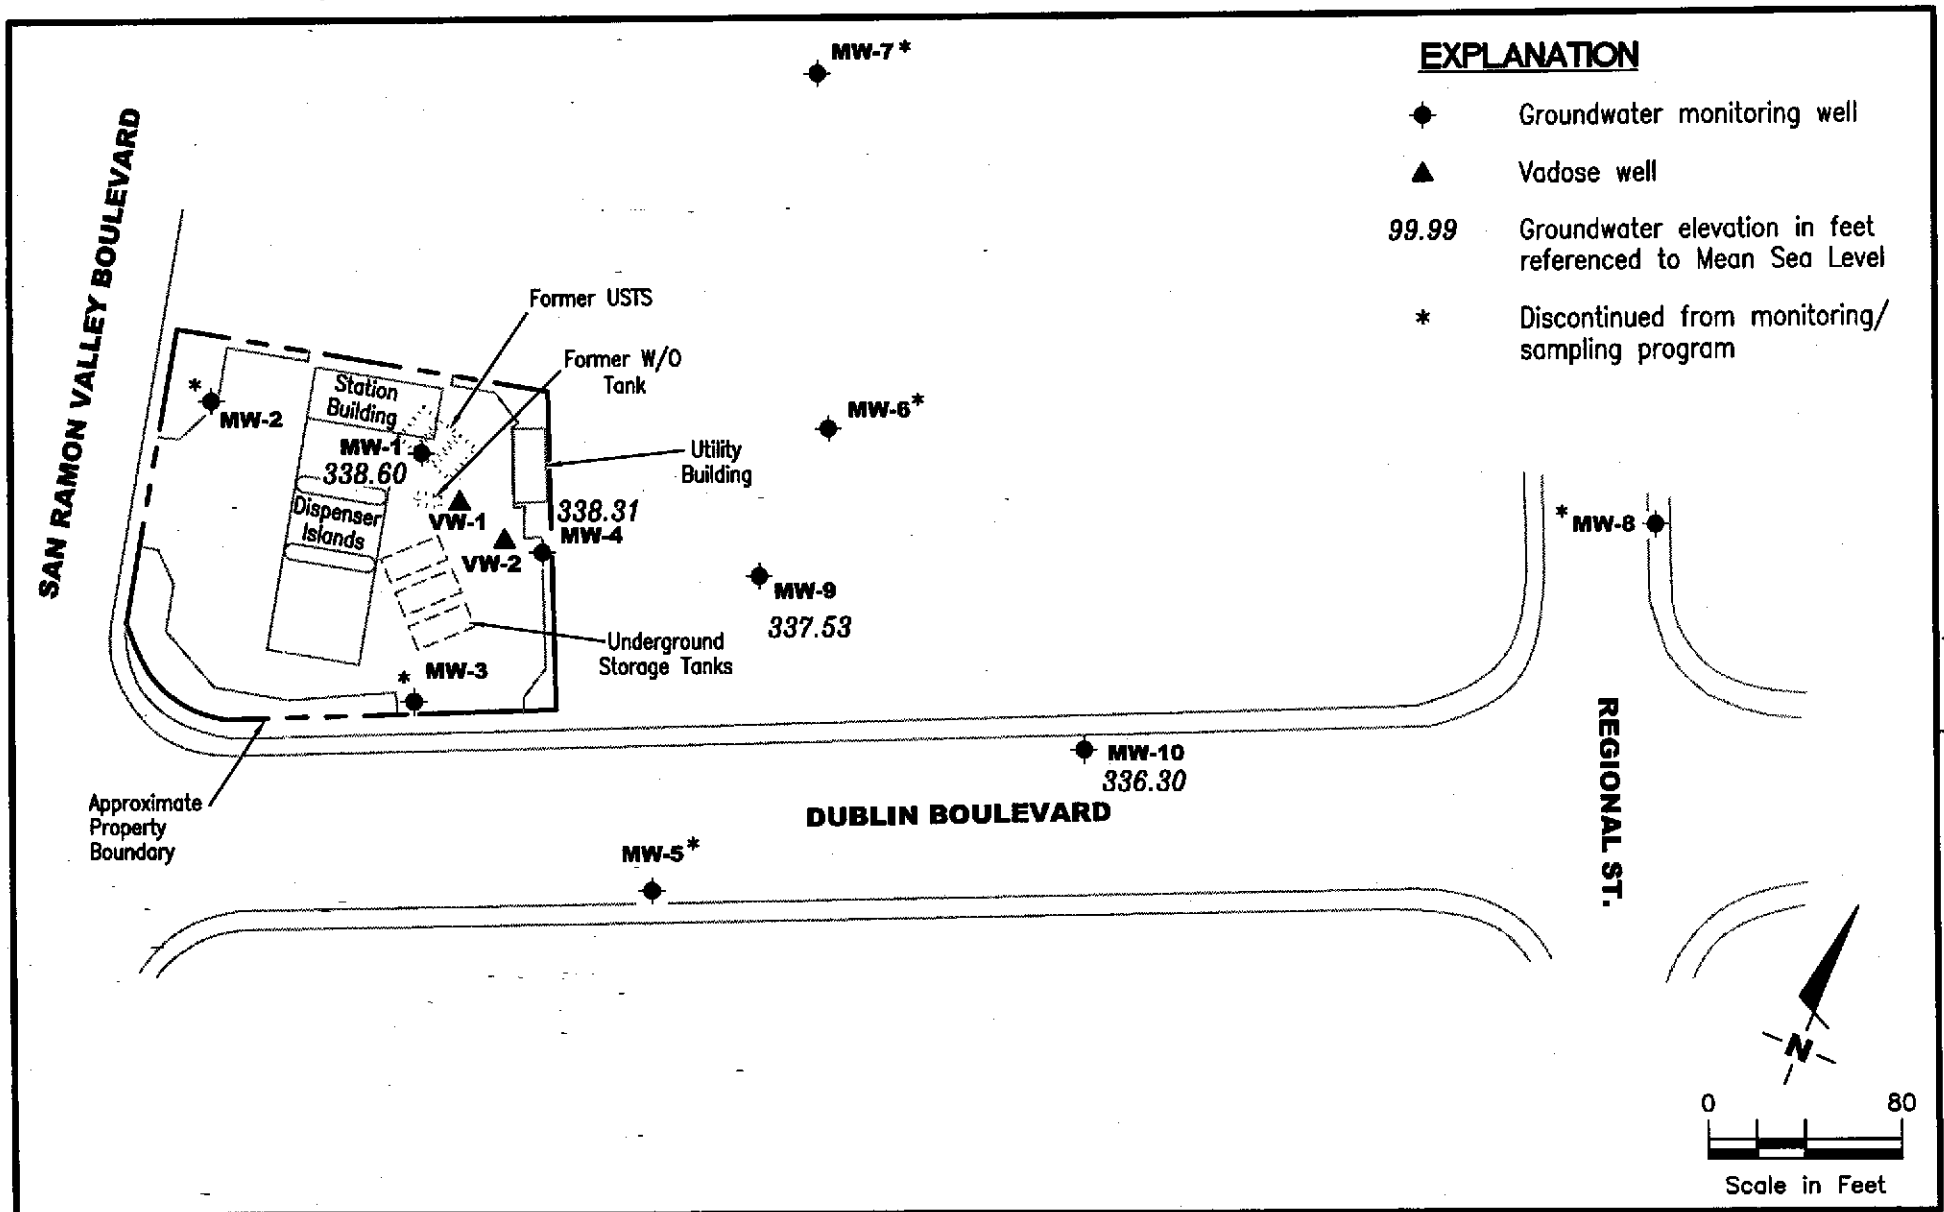 MW-7*
EXPLANATION
Groundwater monitoring well
Vadose well
99.99 Groundwater elevation in feet
referenced to Mean Sea Level
* Discontinued from monitoring/
sampling program
SAN RAMON VALLEY BOULEVARD
Former USTS
Former W/O
Tank
Station
Building
*
MW-2
MW-1
338.60
MW-6*
Utility
Building
Dispenser
Islands
VW-1
VW-2
338.31
MW-4
* MW-8
MW-9
337.53
Underground
Storage Tanks
* MW-3
REGIONAL ST.
MW-10
336.30
DUBLIN BOULEVARD
Approximate
Property
Boundary
MW-5*
N
0 80
Scale in Feet